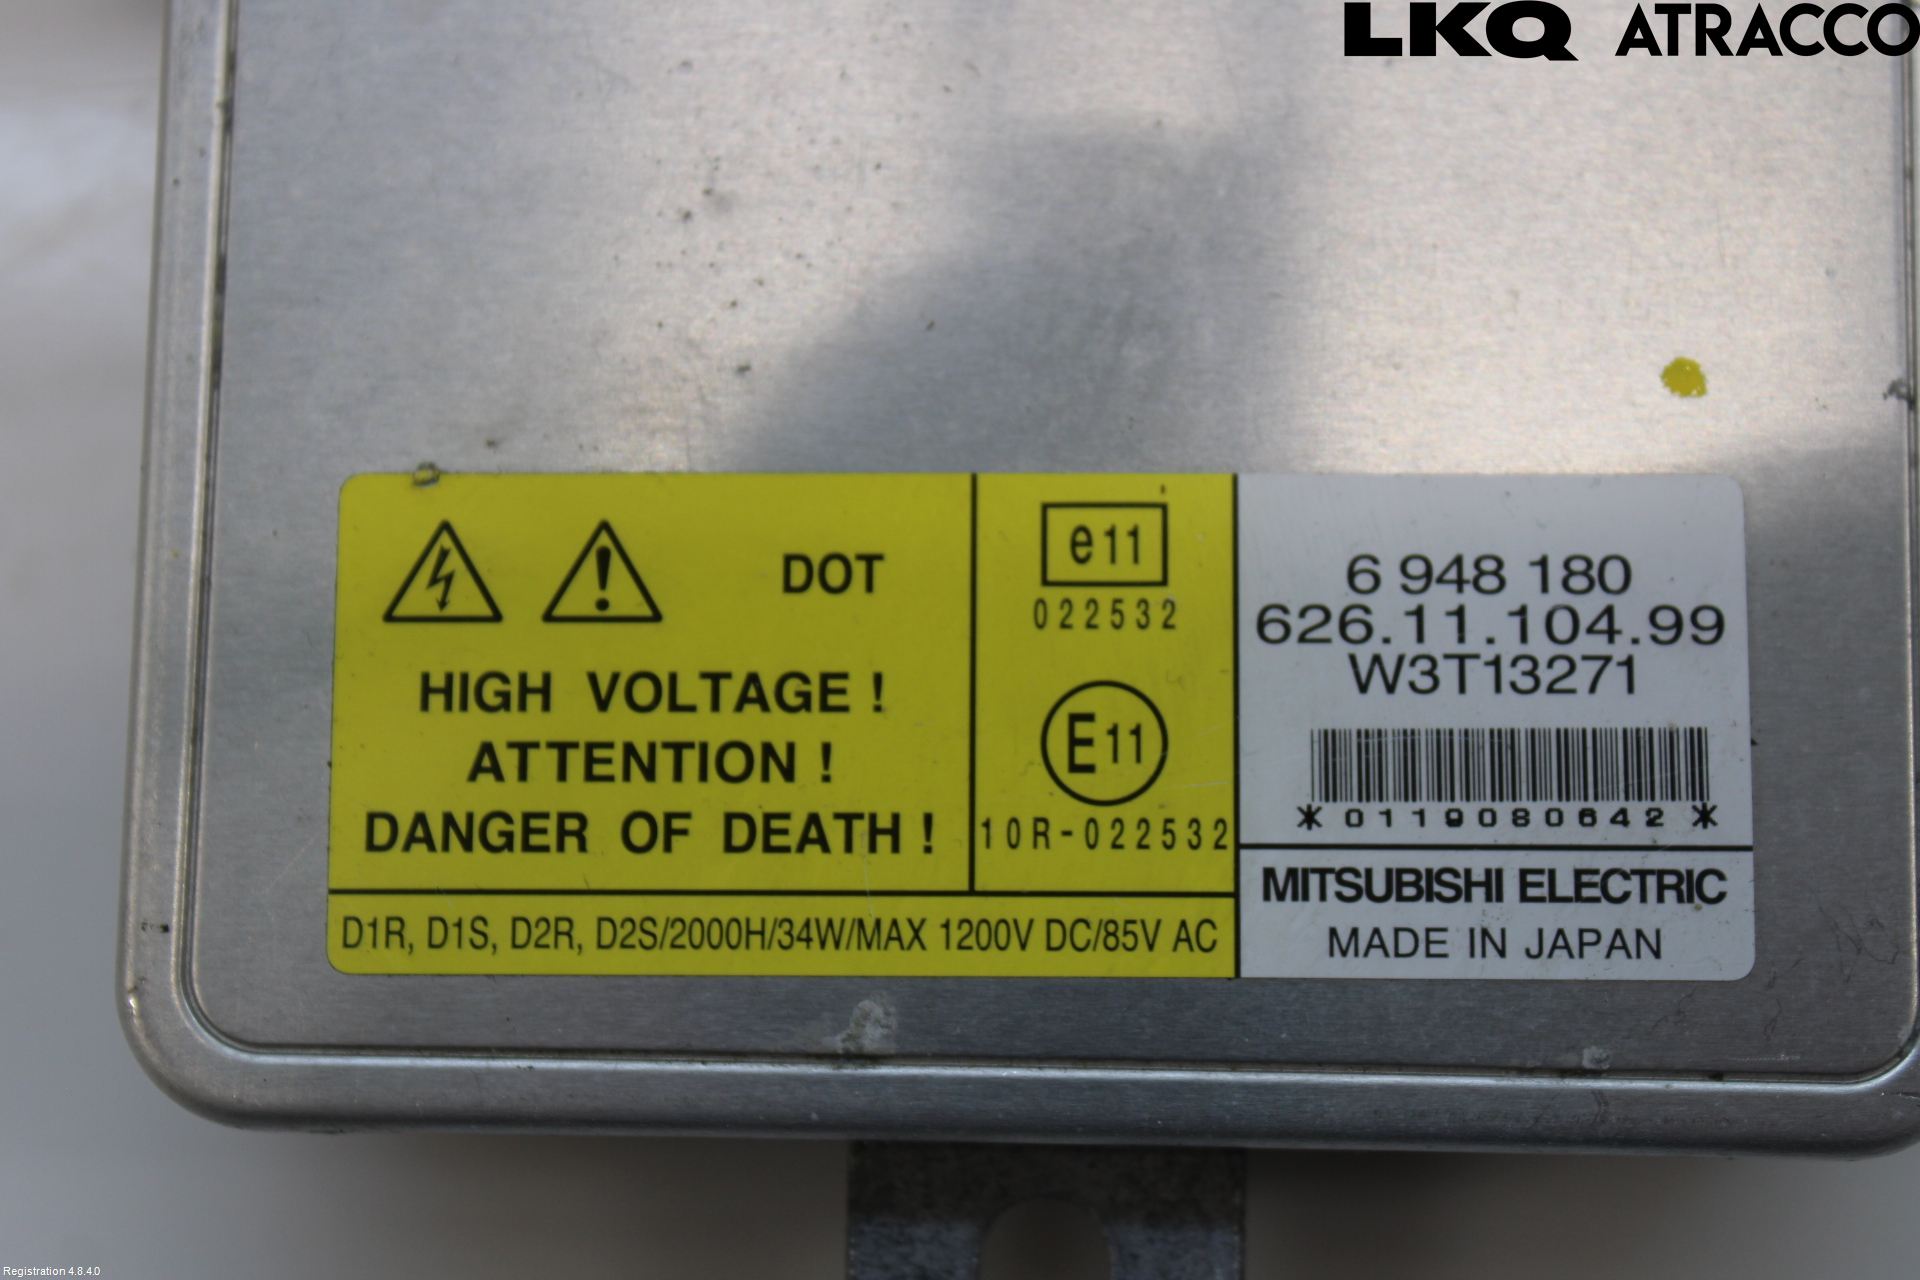 LKQ ATRACCO
DOT
HIGH VOLTAGE !
ATTENTION !
DANGER OF DEATH !
e11
022532
E11
10R-022532
D1R, D1S, D2R, D2S/2000H/34W/MAX 1200V DC/85V AC
6 948 180
626.11.104.99
W3T13271
*0119080642*
MITSUBISHI ELECTRIC
MADE IN JAPAN
Registration 4.8.4.0